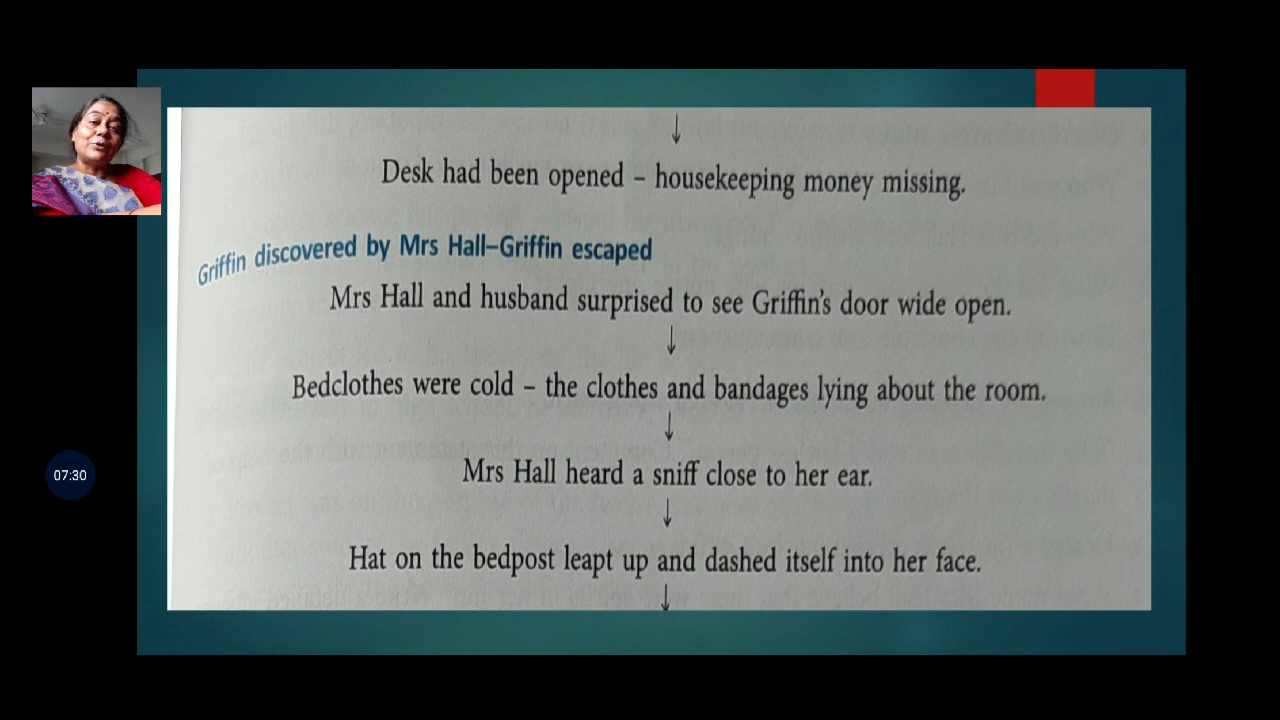 ↓
Desk had been opened – housekeeping money missing.
Griffin discovered by Mrs Hall–Griffin escaped
Mrs Hall and husband surprised to see Griffin's door wide open.
↓
Bedclothes were cold – the clothes and bandages lying about the room.
↓
Mrs Hall heard a sniff close to her ear.
↓
Hat on the bedpost leapt up and dashed itself into her face.
↓
07:30